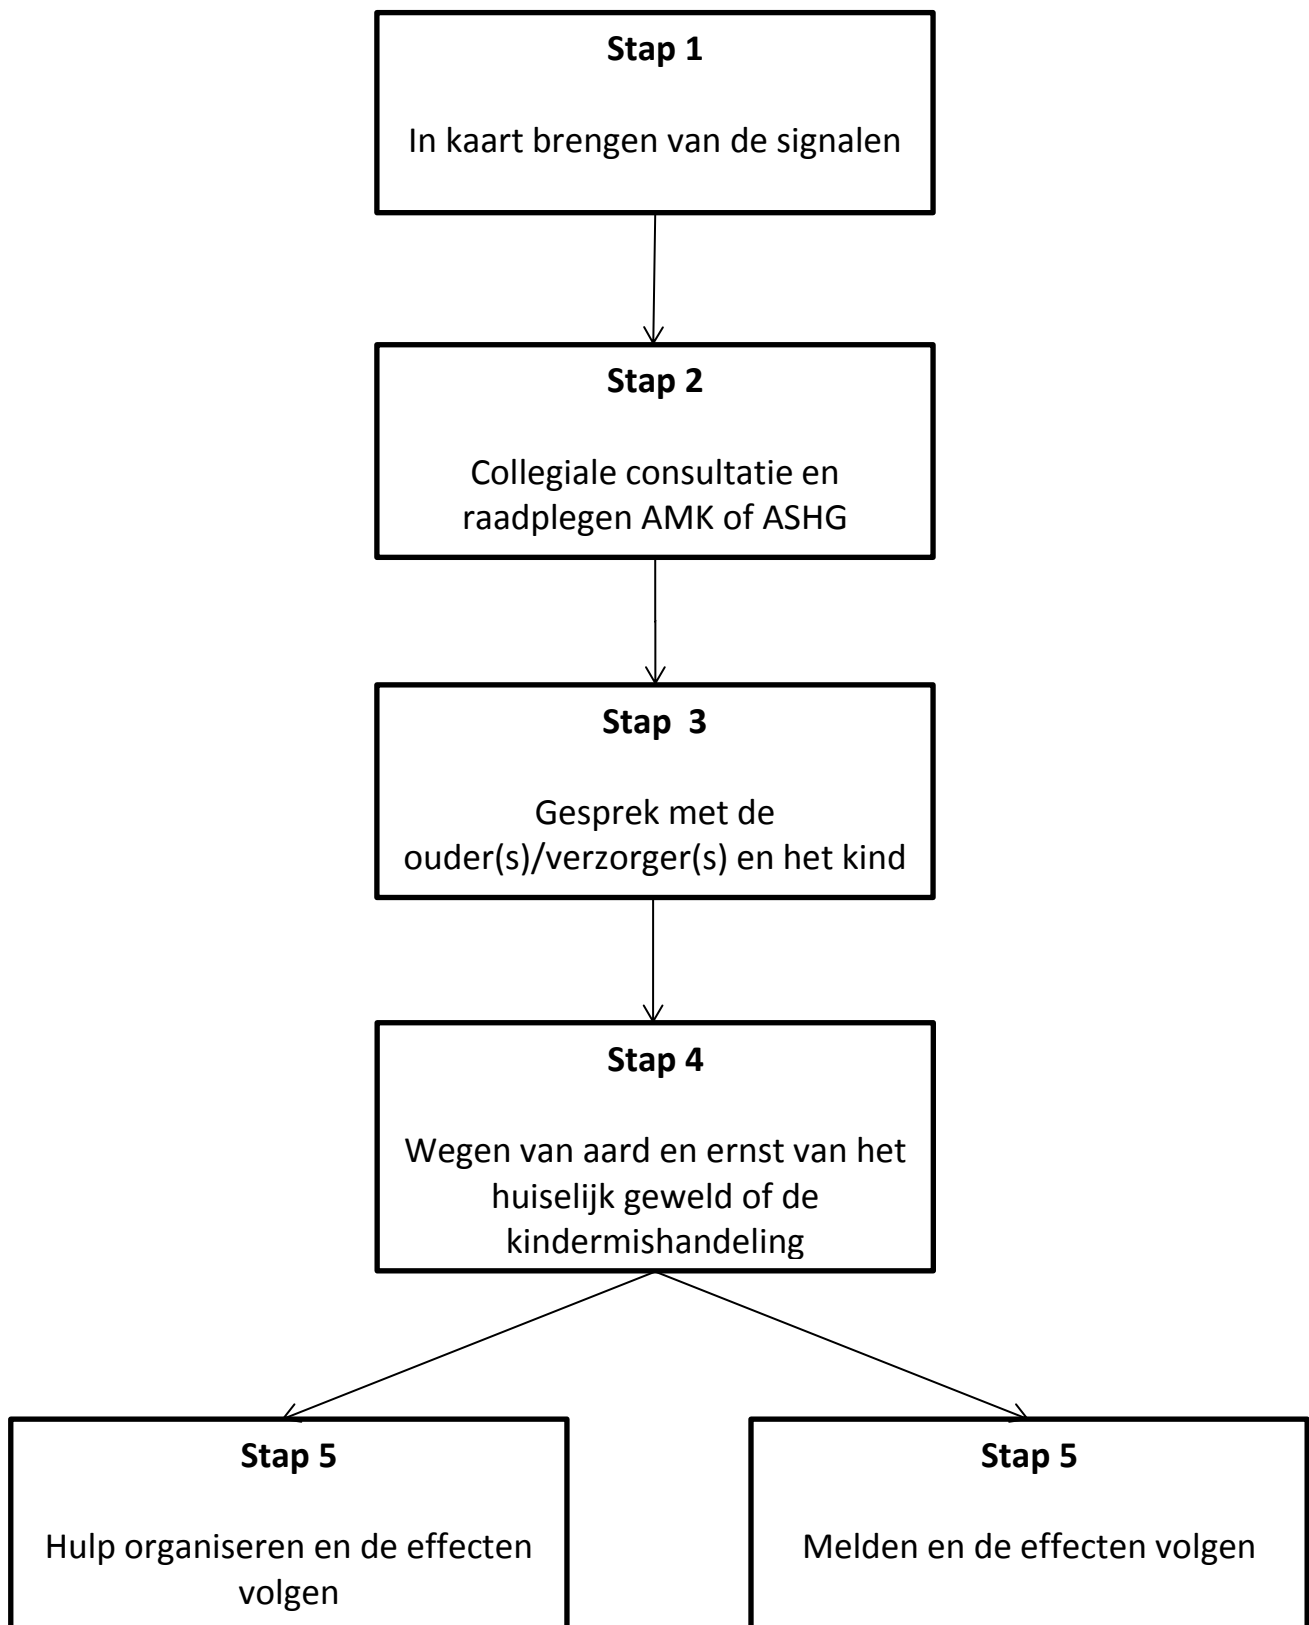 Stap 1
In kaart brengen van de signalen
Stap 2
Collegiale consultatie en
raadplegen AMK of ASHG
Stap  3
Gesprek met de
ouder(s)/verzorger(s) en het kind
Stap 4
Wegen van aard en ernst van het
huiselijk geweld of de
kindermishandeling
Stap 5
Hulp organiseren en de effecten
volgen
Stap 5
Melden en de effecten volgen